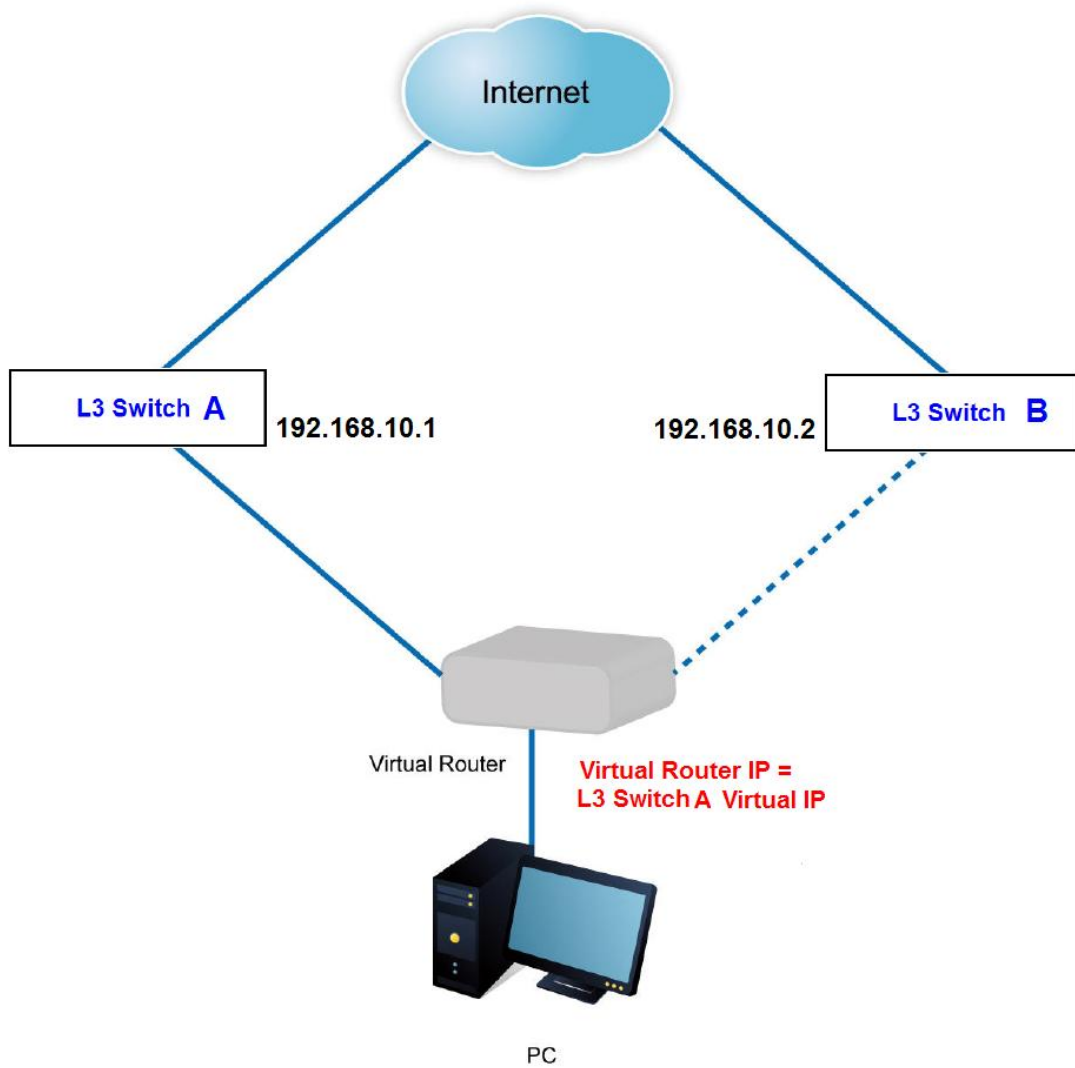 Internet
L3 Switch A
192.168.10.1
192.168.10.2
L3 Switch B
Virtual Router
Virtual Router IP =
L3 Switch A Virtual IP
PC